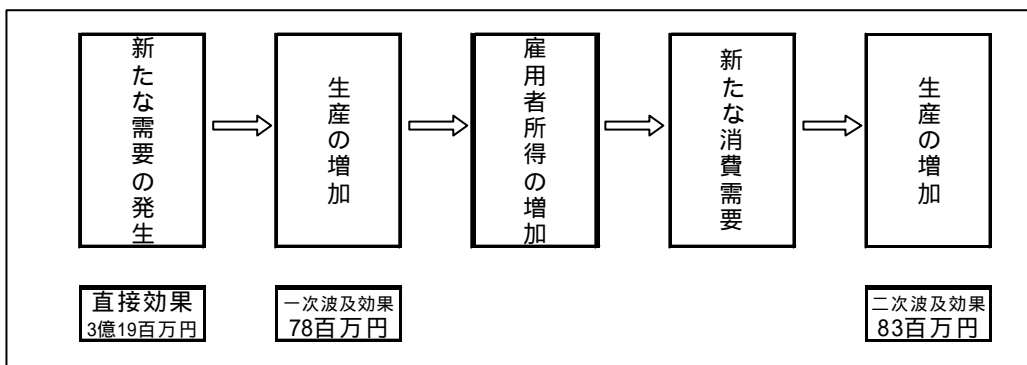 新たな需要の発生
生産の増加
雇用者所得の増加
新たな消費需要
生産の増加
直接効果
3億19百万円
一次波及効果
78百万円
二次波及効果
83百万円